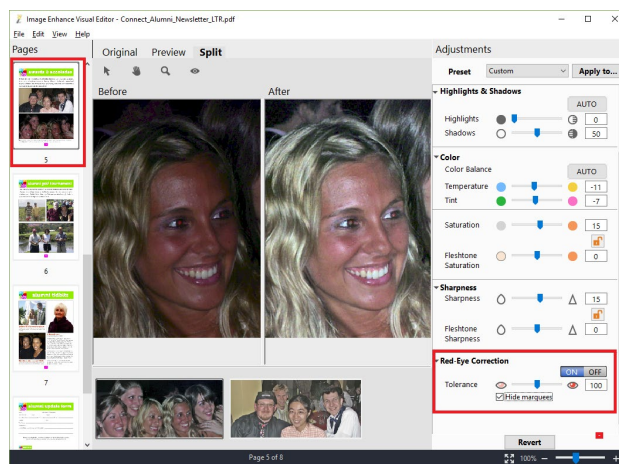 Image Enhance Visual Editor - Connect_Alumni_Newsletter_LTR.pdf
File Edit View Help
Pages
Original Preview Split
Adjustments
Preset Custom Apply to...
Before
After
Highlights & Shadows
AUTO
Highlights 0
Shadows 50
5
Color
Color Balance AUTO
Temperature -11
Tint -7
Saturation 15
Fleshtone
Saturation 0
6
Sharpness
Sharpness 15
Fleshtone
Sharpness 0
Red-Eye Correction
ON OFF
Tolerance 100
Hide marquees
7
Revert
Page 5 of 8
100%